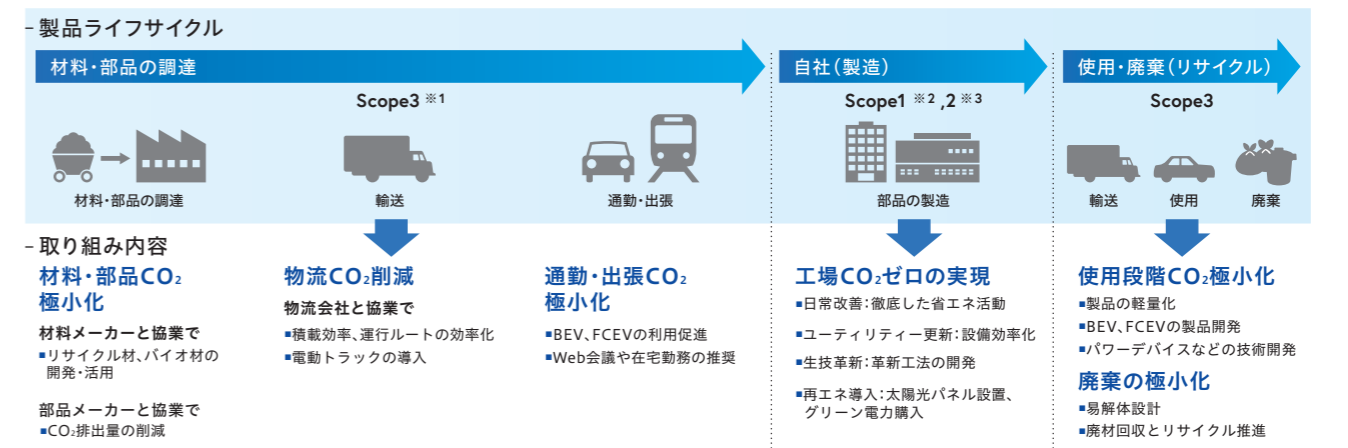 - 製品ライフサイクル
材料・部品の調達
自社（製造）
使用・廃棄（リサイクル）
Scope3 ※1
Scope1 ※2 ,2 ※3
Scope3
材料・部品の調達
輸送
通勤・出張
部品の製造
輸送
使用
廃棄
- 取り組み内容
材料・部品CO₂
極小化
材料メーカーと協業で
▪リサイクル材、バイオ材の
開発・活用
部品メーカーと協業で
▪CO₂排出量の削減
物流CO₂削減
物流会社と協業で
▪積載効率、運行ルートの効率化
▪電動トラックの導入
通勤・出張CO₂
極小化
▪BEV、FCEVの利用促進
▪Web会議や在宅勤務の推奨
工場CO₂ゼロの実現
▪日常改善：徹底した省エネ活動
▪ユーティリティー更新：設備効率化
▪生技革新：革新工法の開発
▪再エネ導入：太陽光パネル設置、
グリーン電力購入
使用段階CO₂極小化
▪製品の軽量化
▪BEV、FCEVの製品開発
▪パワーデバイスなどの技術開発
廃棄の極小化
▪易解体設計
▪廃材回収とリサイクル推進